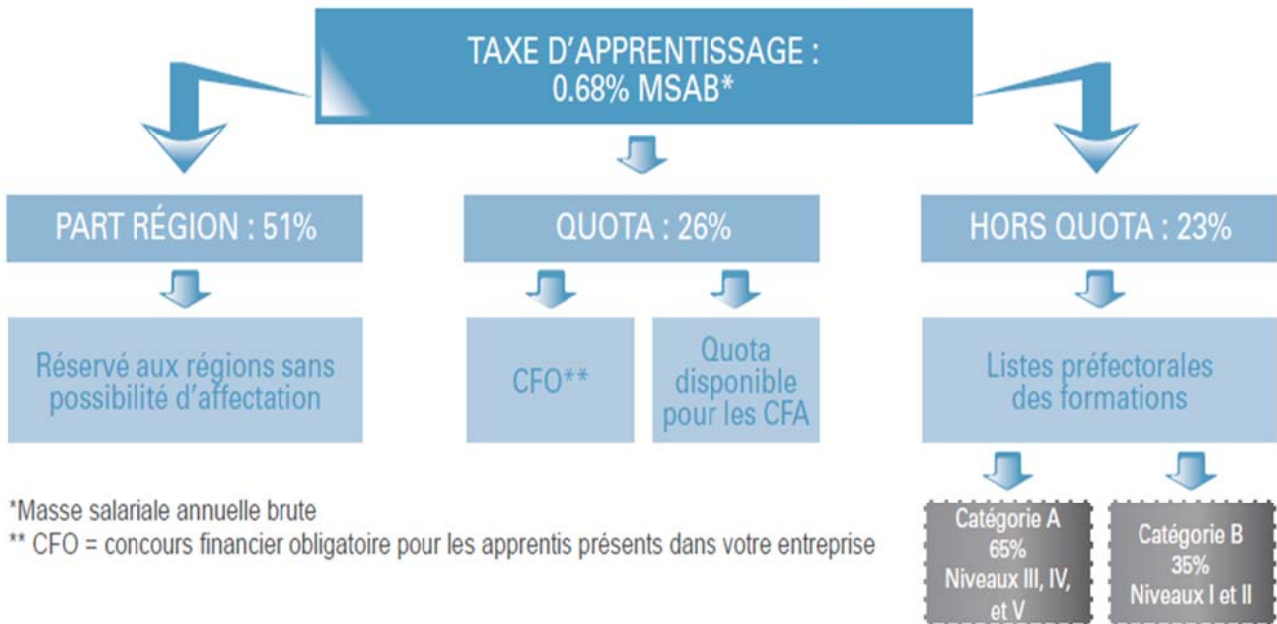 TAXE D’APPRENTISSAGE :
0.68% MSAB*
PART RÉGION : 51%
QUOTA : 26%
HORS QUOTA : 23%
Réservé aux régions sans
possibilité d’affectation
CFO**
Quota
disponible
pour les CFA
Listes préfectorales
des formations
Catégorie A
65%
Niveaux III, IV,
et V
Catégorie B
35%
Niveaux I et II
*Masse salariale annuelle brute
** CFO = concours financier obligatoire pour les apprentis présents dans votre entreprise